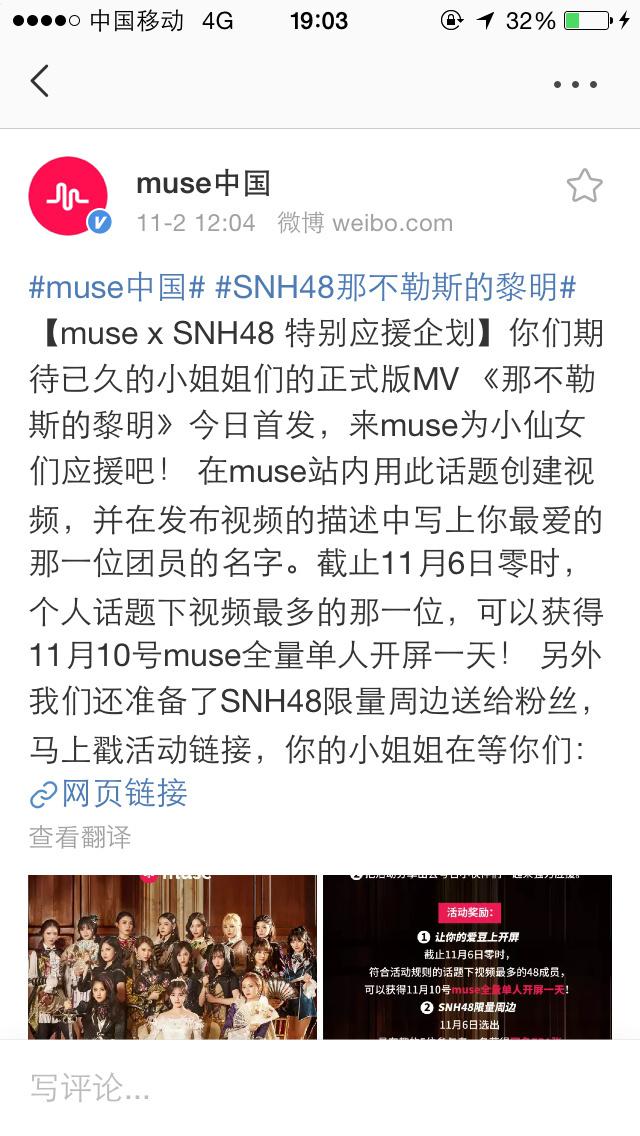 中国移动 4G 19:03 32%
muse中国
11-2 12:04 微博 weibo.com
#muse中国# #SNH48那不勒斯的黎明#
【muse x SNH48 特别应援企划】你们期
待已久的小姐姐们的正式版MV 《那不勒
斯的黎明》今日首发，来muse为小仙女
们应援吧！ 在muse站内用此话题创建视
频，并在发布视频的描述中写上你最爱的
那一位团员的名字。截止11月6日零时，
个人话题下视频最多的那一位，可以获得
11月10号muse全量单人开屏一天！ 另外
我们还准备了SNH48限量周边送给粉丝，
马上戳活动链接，你的小姐姐在等你们：
网页链接
查看翻译
muse
活动奖励：
1 让你的爱豆上开屏
截止11月6日零时，
符合活动规则的话题下视频最多的48成员，
可以获得11月10号muse全量单人开屏一天！
2 SNH48限量周边
11月6日选出
写评论...